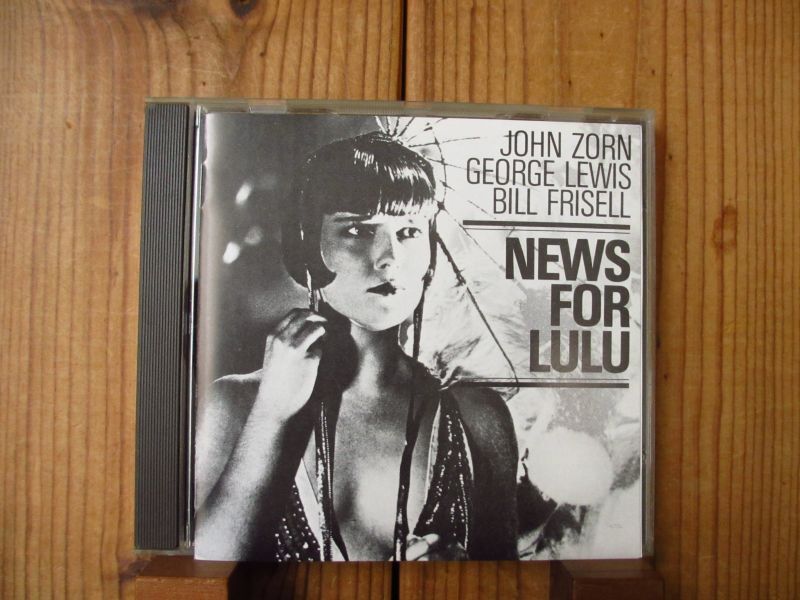 JOHN ZORN
GEORGE LEWIS
BILL FRISELL
NEWS
FOR
LULU